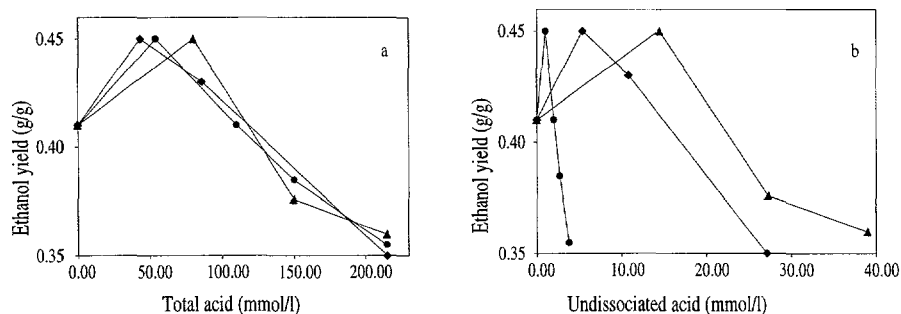 a
0.45
0.40
0.35
Ethanol yield (g/g)
0.00 50.00 100.00 150.00 200.00
Total acid (mmol/l)
b
0.45
0.40
0.35
Ethanol yield (g/g)
0.00 10.00 20.00 30.00 40.00
Undissociated acid (mmol/l)